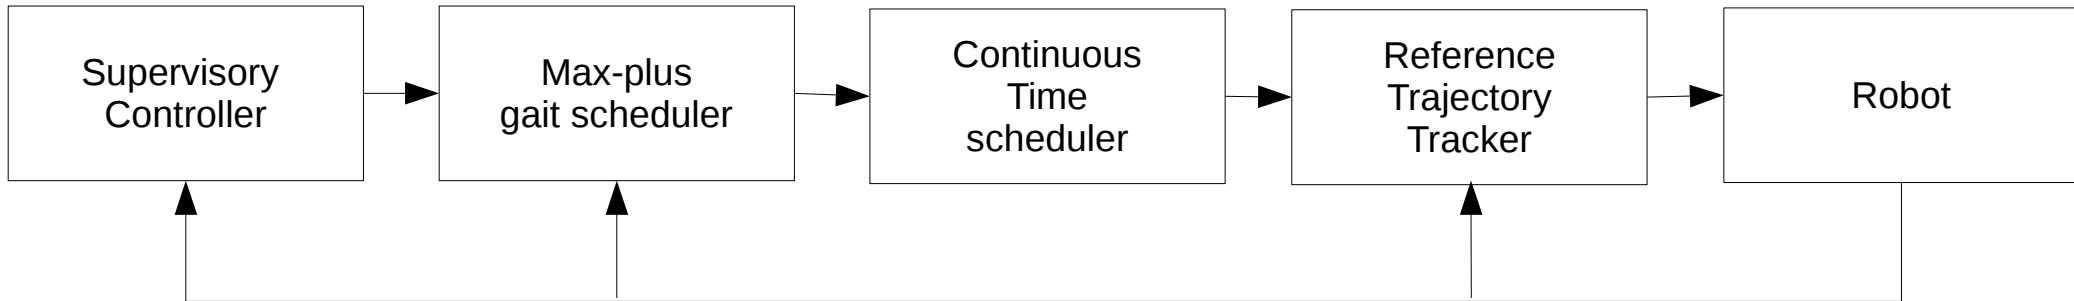 Supervisory
Controller
Max-plus
gait scheduler
Continuous
Time
scheduler
Reference
Trajectory
Tracker
Robot